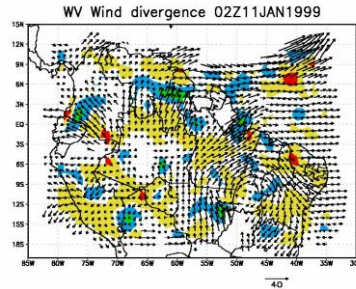 WV Wind divergence 02Z11JAN1999
15N
12N
9N
6N
3N
EQ
3S
6S
9S
12S
15S
18S
85W 80W 75W 70W 65W 60W 55W 50W 45W 40W 35W 30W
40